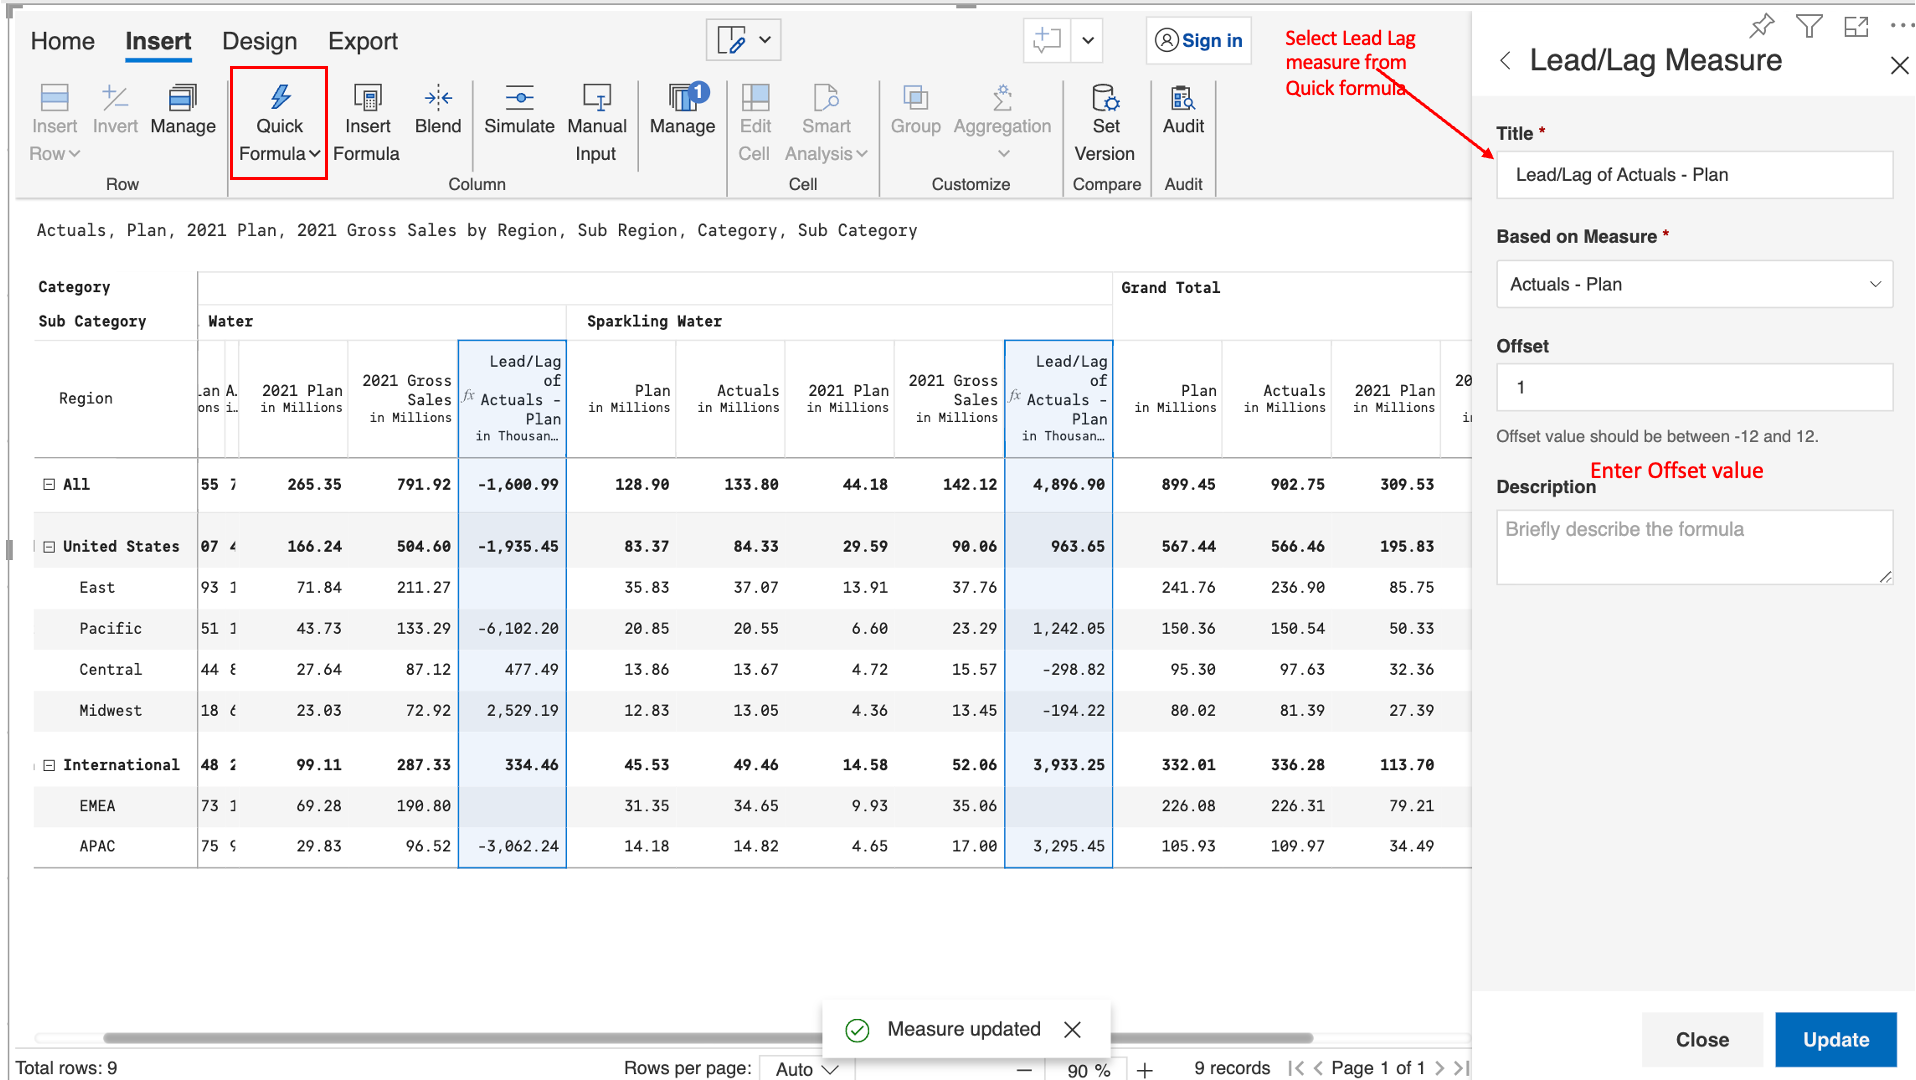 Home Insert Design Export
Sign in
Insert Row
Invert
Manage
Row
Quick Formula
Insert Formula
Blend
Simulate
Manual Input
Column
Manage
1
Edit Cell
Smart Analysis
Cell
Group
Aggregation
Customize
Set Version
Compare
Audit
Audit
Select Lead Lag
measure from
Quick formula
Actuals, Plan, 2021 Plan, 2021 Gross Sales by Region, Sub Region, Category, Sub Category
Category Grand Total
Sub Category Water Sparkling Water
Region
2021 Plan in Millions
2021 Gross Sales in Millions
fx Lead/Lag of Actuals - Plan in Thousan...
Plan in Millions
Actuals in Millions
2021 Plan in Millions
2021 Gross Sales in Millions
fx Lead/Lag of Actuals - Plan in Thousan...
Plan in Millions
Actuals in Millions
2021 Plan in Millions
All 55 265.35 791.92 -1,600.99 128.90 133.80 44.18 142.12 4,896.90 899.45 902.75 309.53
United States 07 166.24 504.60 -1,935.45 83.37 84.33 29.59 90.06 963.65 567.44 566.46 195.83
East 93 71.84 211.27 35.83 37.07 13.91 37.76 241.76 236.90 85.75
Pacific 51 43.73 133.29 -6,102.20 20.85 20.55 6.60 23.29 1,242.05 150.36 150.54 50.33
Central 44 27.64 87.12 477.49 13.86 13.67 4.72 15.57 -298.82 95.30 97.63 32.36
Midwest 18 23.03 72.92 2,529.19 12.83 13.05 4.36 13.45 -194.22 80.02 81.39 27.39
International 48 99.11 287.33 334.46 45.53 49.46 14.58 52.06 3,933.25 332.01 336.28 113.70
EMEA 73 69.28 190.80 31.35 34.65 9.93 35.06 226.08 226.31 79.21
APAC 75 29.83 96.52 -3,062.24 14.18 14.82 4.65 17.00 3,295.45 105.93 109.97 34.49
Measure updated
Total rows: 9
Rows per page: Auto
90 %
9 records
Page 1 of 1
Lead/Lag Measure
Title *
Lead/Lag of Actuals - Plan
Based on Measure *
Actuals - Plan
Offset
1
Offset value should be between -12 and 12.
Enter Offset value
Description
Briefly describe the formula
Close
Update